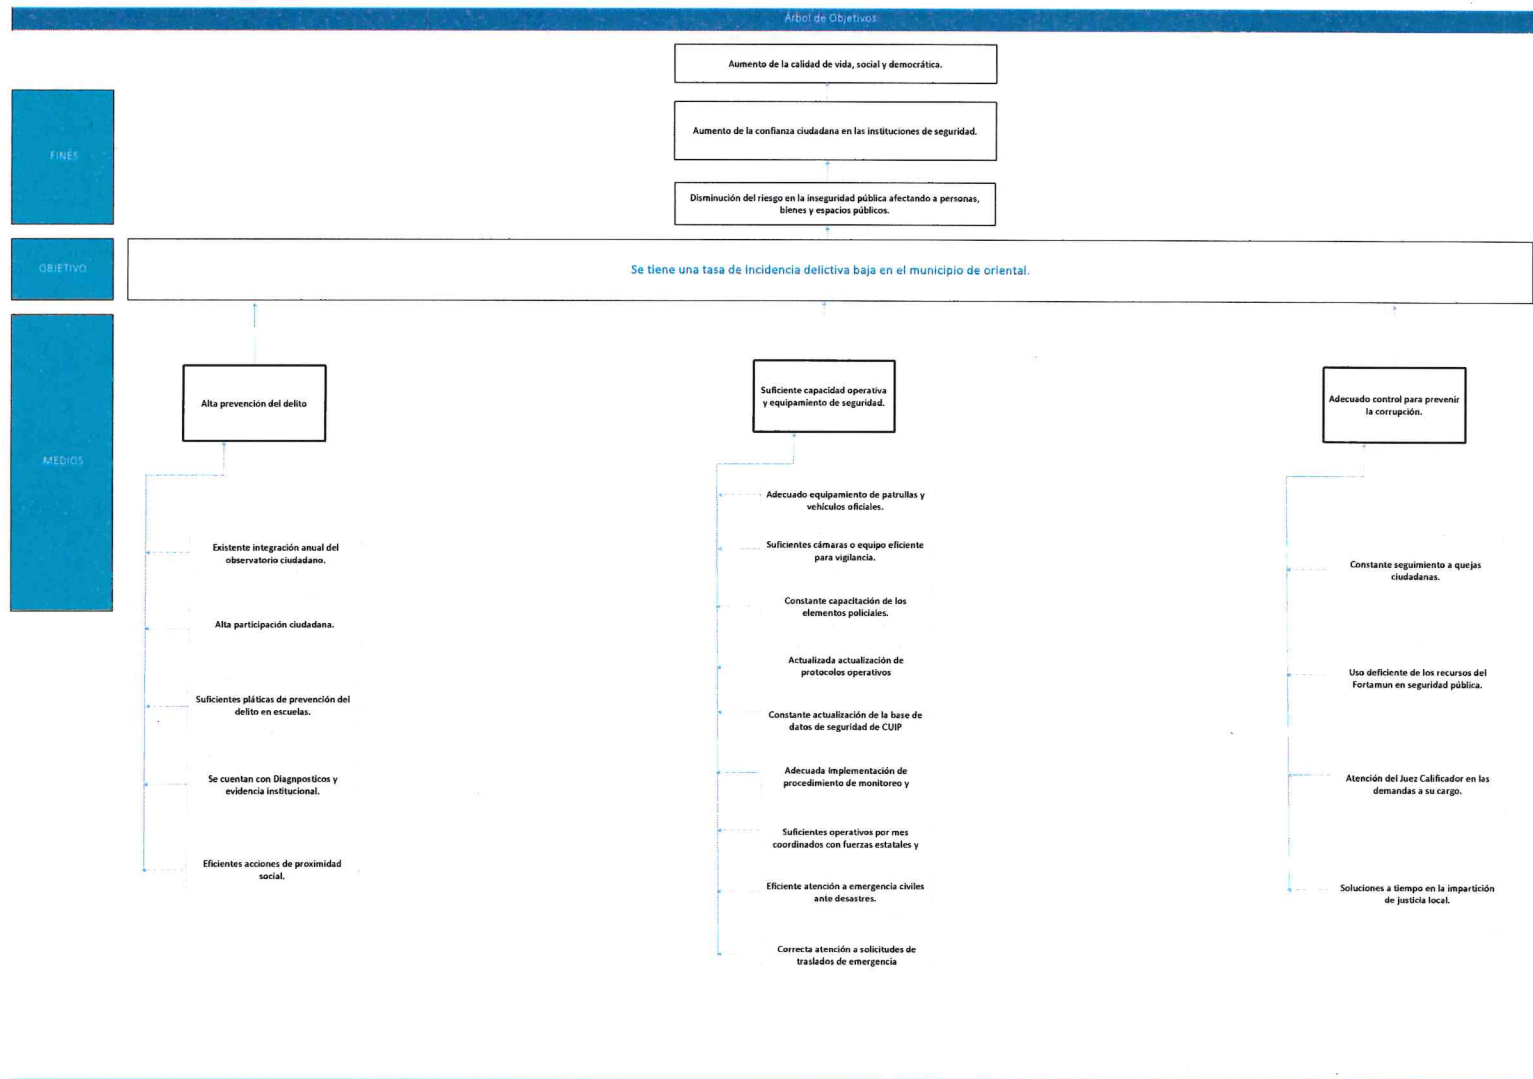 Árbol de Objetivos
Aumento de la calidad de vida, social y democrática.
FINES
Aumento de la confianza ciudadana en las instituciones de seguridad.
Disminución del riesgo en la inseguridad pública afectando a personas,
bienes y espacios públicos.
OBJETIVO
Se tiene una tasa de incidencia delictiva baja en el municipio de oriental.
MEDIOS
Alta prevención del delito
Existente integración anual del
observatorio ciudadano.
Alta participación ciudadana.
Suficientes pláticas de prevención del
delito en escuelas.
Se cuentan con Diagnposticos y
evidencia institucional.
Eficientes acciones de proximidad
social.
Suficiente capacidad operativa
y equipamiento de seguridad.
Adecuado equipamiento de patrullas y
vehículos oficiales.
Suficientes cámaras o equipo eficiente
para vigilancia.
Constante capacitación de los
elementos policiales.
Actualizada actualización de
protocolos operativos
Constante actualización de la base de
datos de seguridad de CUIP
Adecuada implementación de
procedimiento de monitoreo y
Suficientes operativos por mes
coordinados con fuerzas estatales y
Eficiente atención a emergencia civiles
ante desastres.
Correcta atención a solicitudes de
traslados de emergencia
Adecuado control para prevenir
la corrupción.
Constante seguimiento a quejas
ciudadanas.
Uso deficiente de los recursos del
Fortamun en seguridad pública.
Atención del Juez Calificador en las
demandas a su cargo.
Soluciones a tiempo en la impartición
de justicia local.